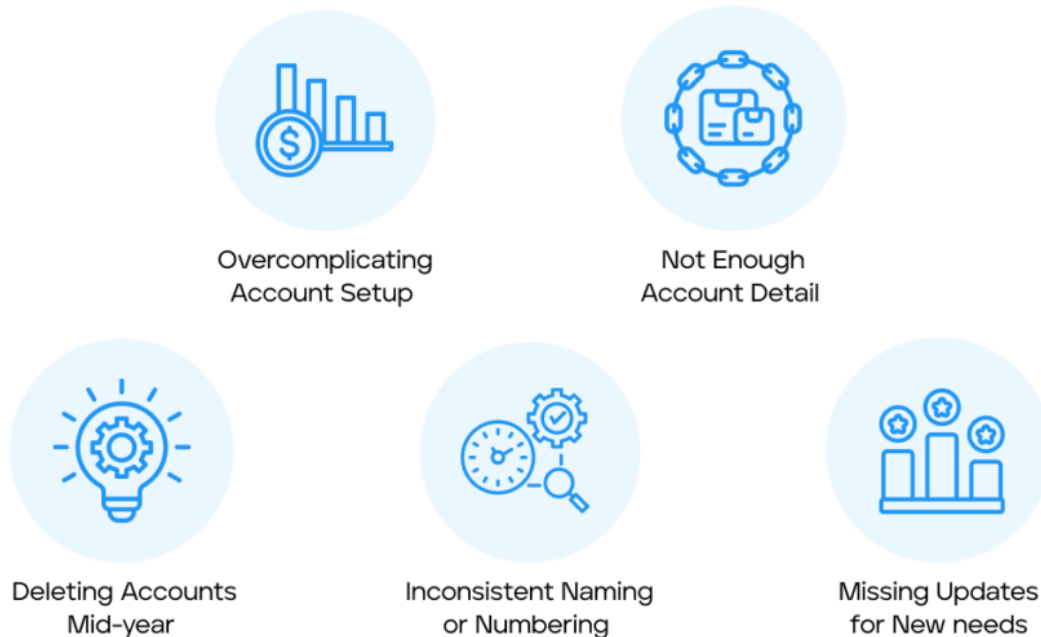 $
Overcomplicating
Account Setup
Not Enough
Account Detail
Deleting Accounts
Mid-year
Inconsistent Naming
or Numbering
Missing Updates
for New needs